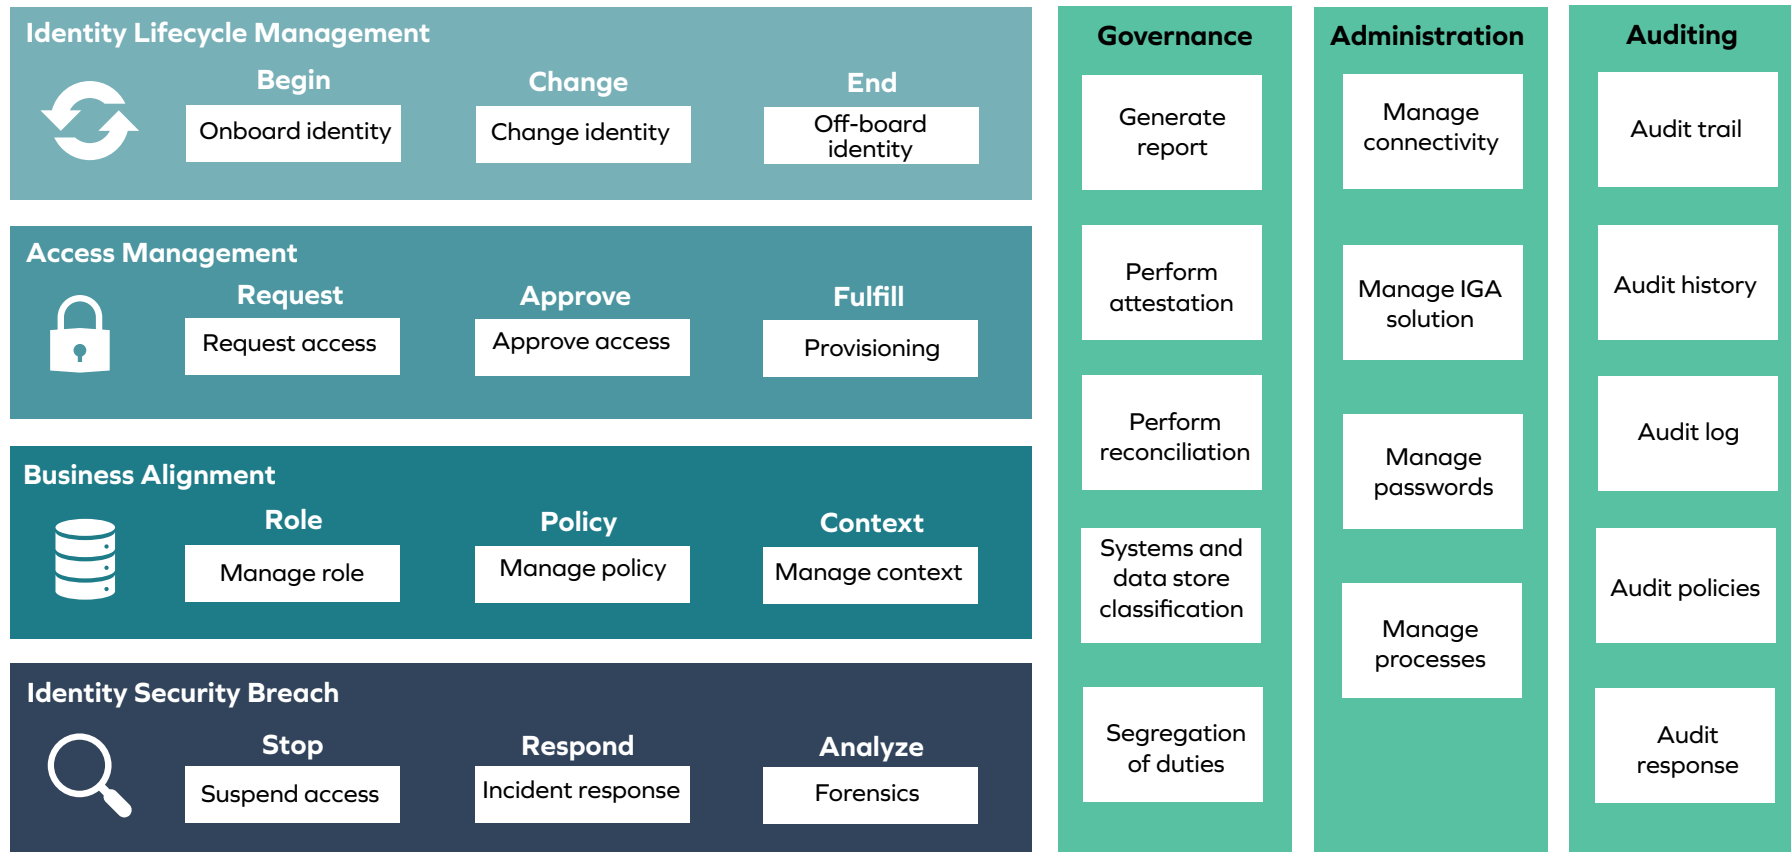 Identity Lifecycle Management
Begin
Change
End
Onboard identity
Change identity
Off-board
identity
Access Management
Request
Approve
Fulfill
Request access
Approve access
Provisioning
Business Alignment
Role
Policy
Context
Manage role
Manage policy
Manage context
Identity Security Breach
Stop
Respond
Analyze
Suspend access
Incident response
Forensics
Governance
Generate
report
Perform
attestation
Perform
reconciliation
Systems and
data store
classification
Segregation
of duties
Administration
Manage
connectivity
Manage IGA
solution
Manage
passwords
Manage
processes
Auditing
Audit trail
Audit history
Audit log
Audit policies
Audit
response